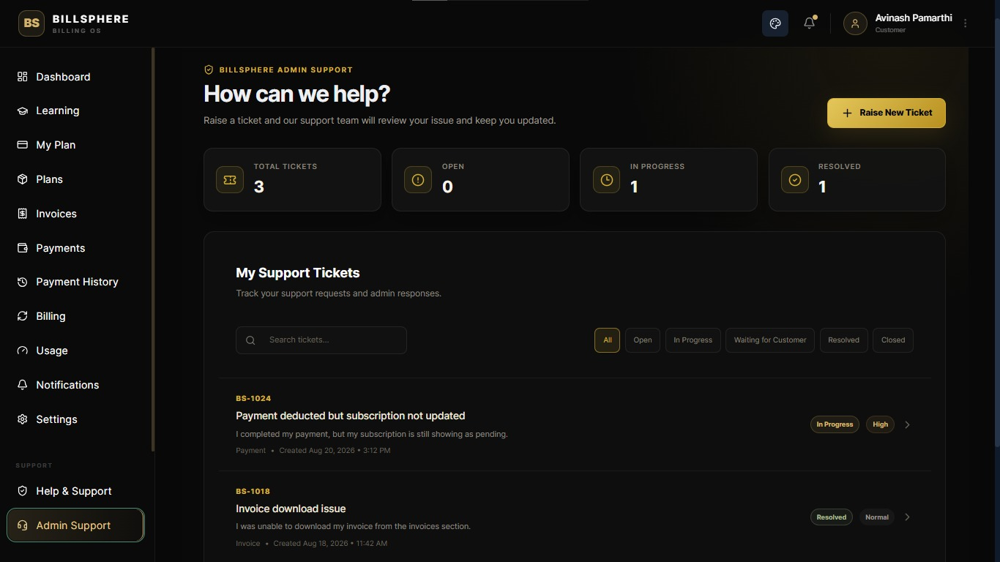 BS
BILLSPHERE
BILLING OS
Avinash Pamarthi
Customer
Dashboard
Learning
My Plan
Plans
Invoices
Payments
Payment History
Billing
Usage
Notifications
Settings
SUPPORT
Help & Support
Admin Support
BILLSPHERE ADMIN SUPPORT
How can we help?
Raise a ticket and our support team will review your issue and keep you updated.
Raise New Ticket
TOTAL TICKETS
3
OPEN
0
IN PROGRESS
1
RESOLVED
1
My Support Tickets
Track your support requests and admin responses.
Search tickets...
All
Open
In Progress
Waiting for Customer
Resolved
Closed
BS-1024
Payment deducted but subscription not updated
I completed my payment, but my subscription is still showing as pending.
Payment • Created Aug 20, 2026 • 3:12 PM
In Progress
High
BS-1018
Invoice download issue
I was unable to download my invoice from the invoices section.
Invoice • Created Aug 18, 2026 • 11:42 AM
Resolved
Normal